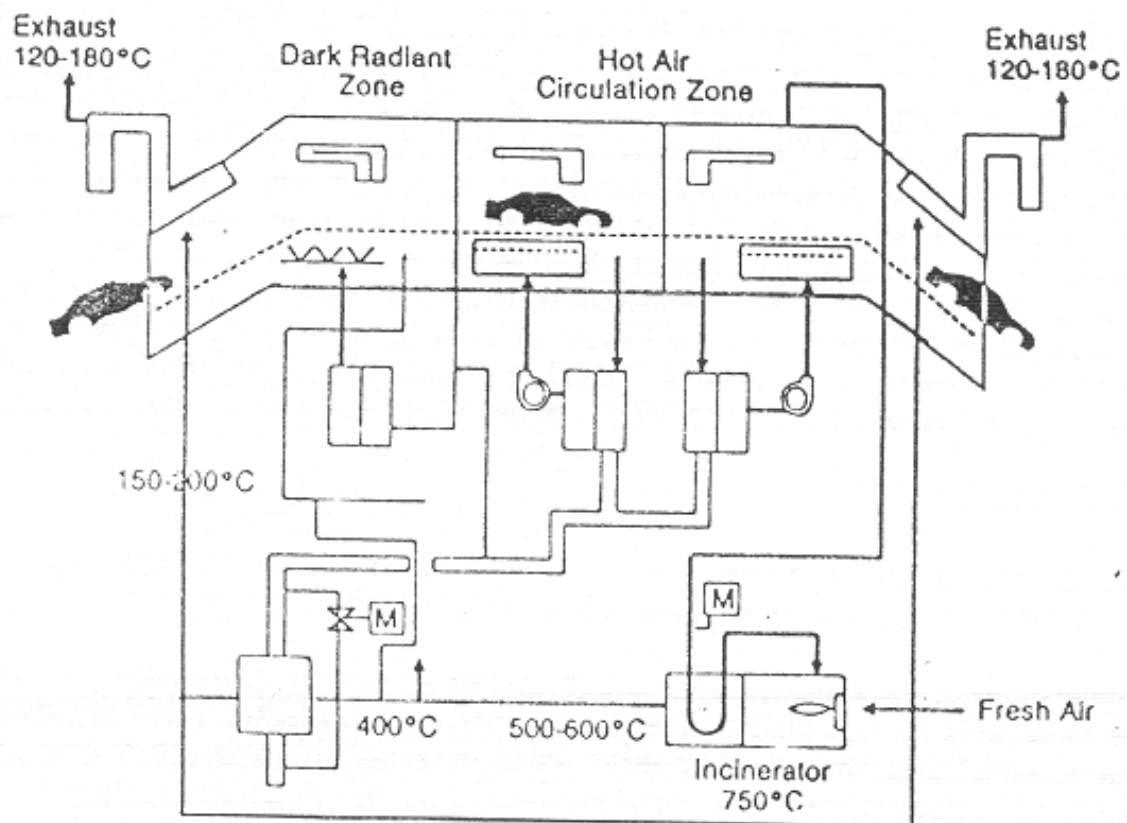 Exhaust
120-180°C
Dark Radiant
Zone
Hot Air
Circulation Zone
Exhaust
120-180°C
150-200°C
M
M
400°C
500-600°C
Fresh Air
Incinerator
750°C